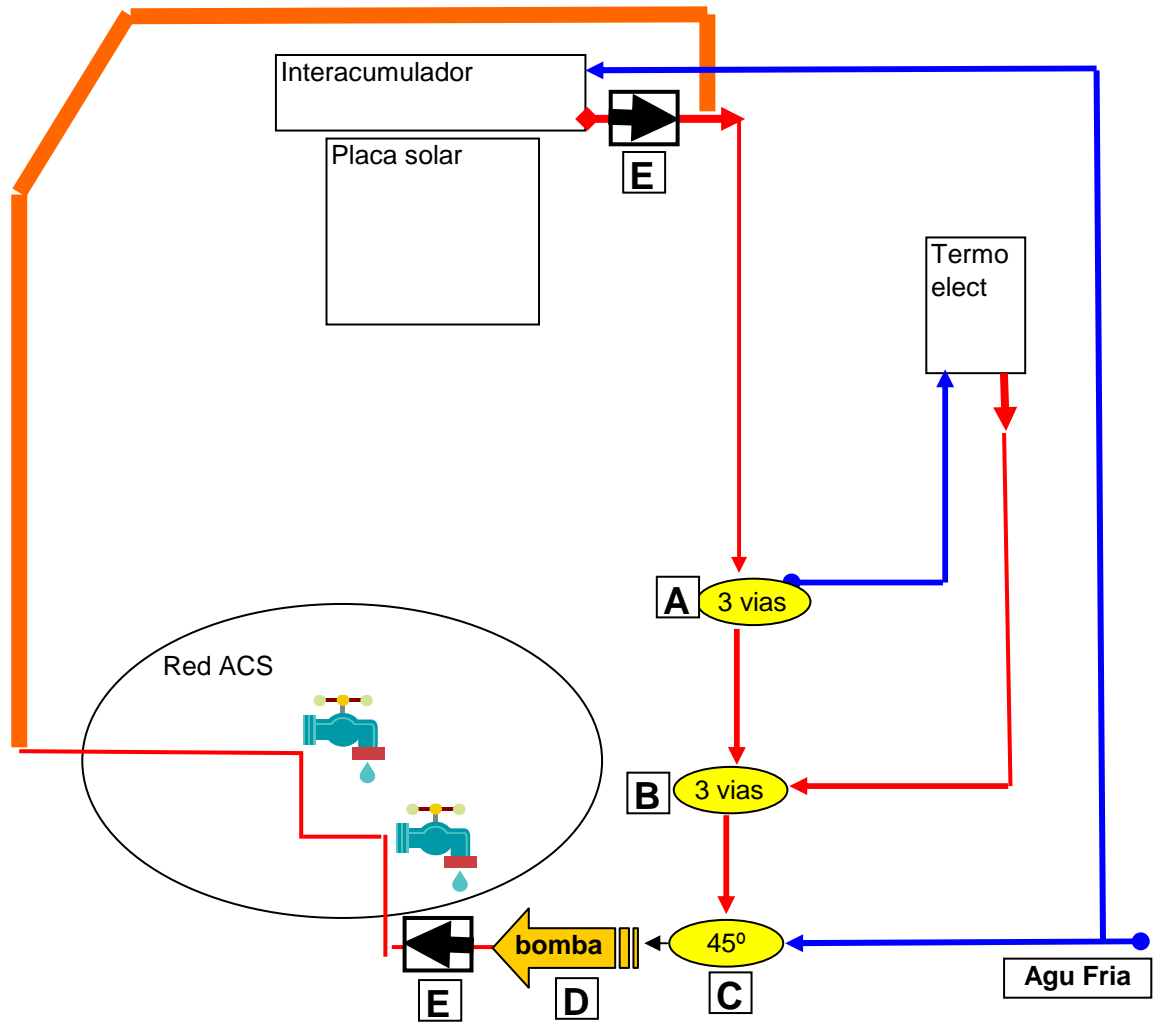 Interacumulador
E
Placa solar
Termo
elect
A
3 vias
Red ACS
B
3 vias
bomba
45º
E
D
C
Agu Fria